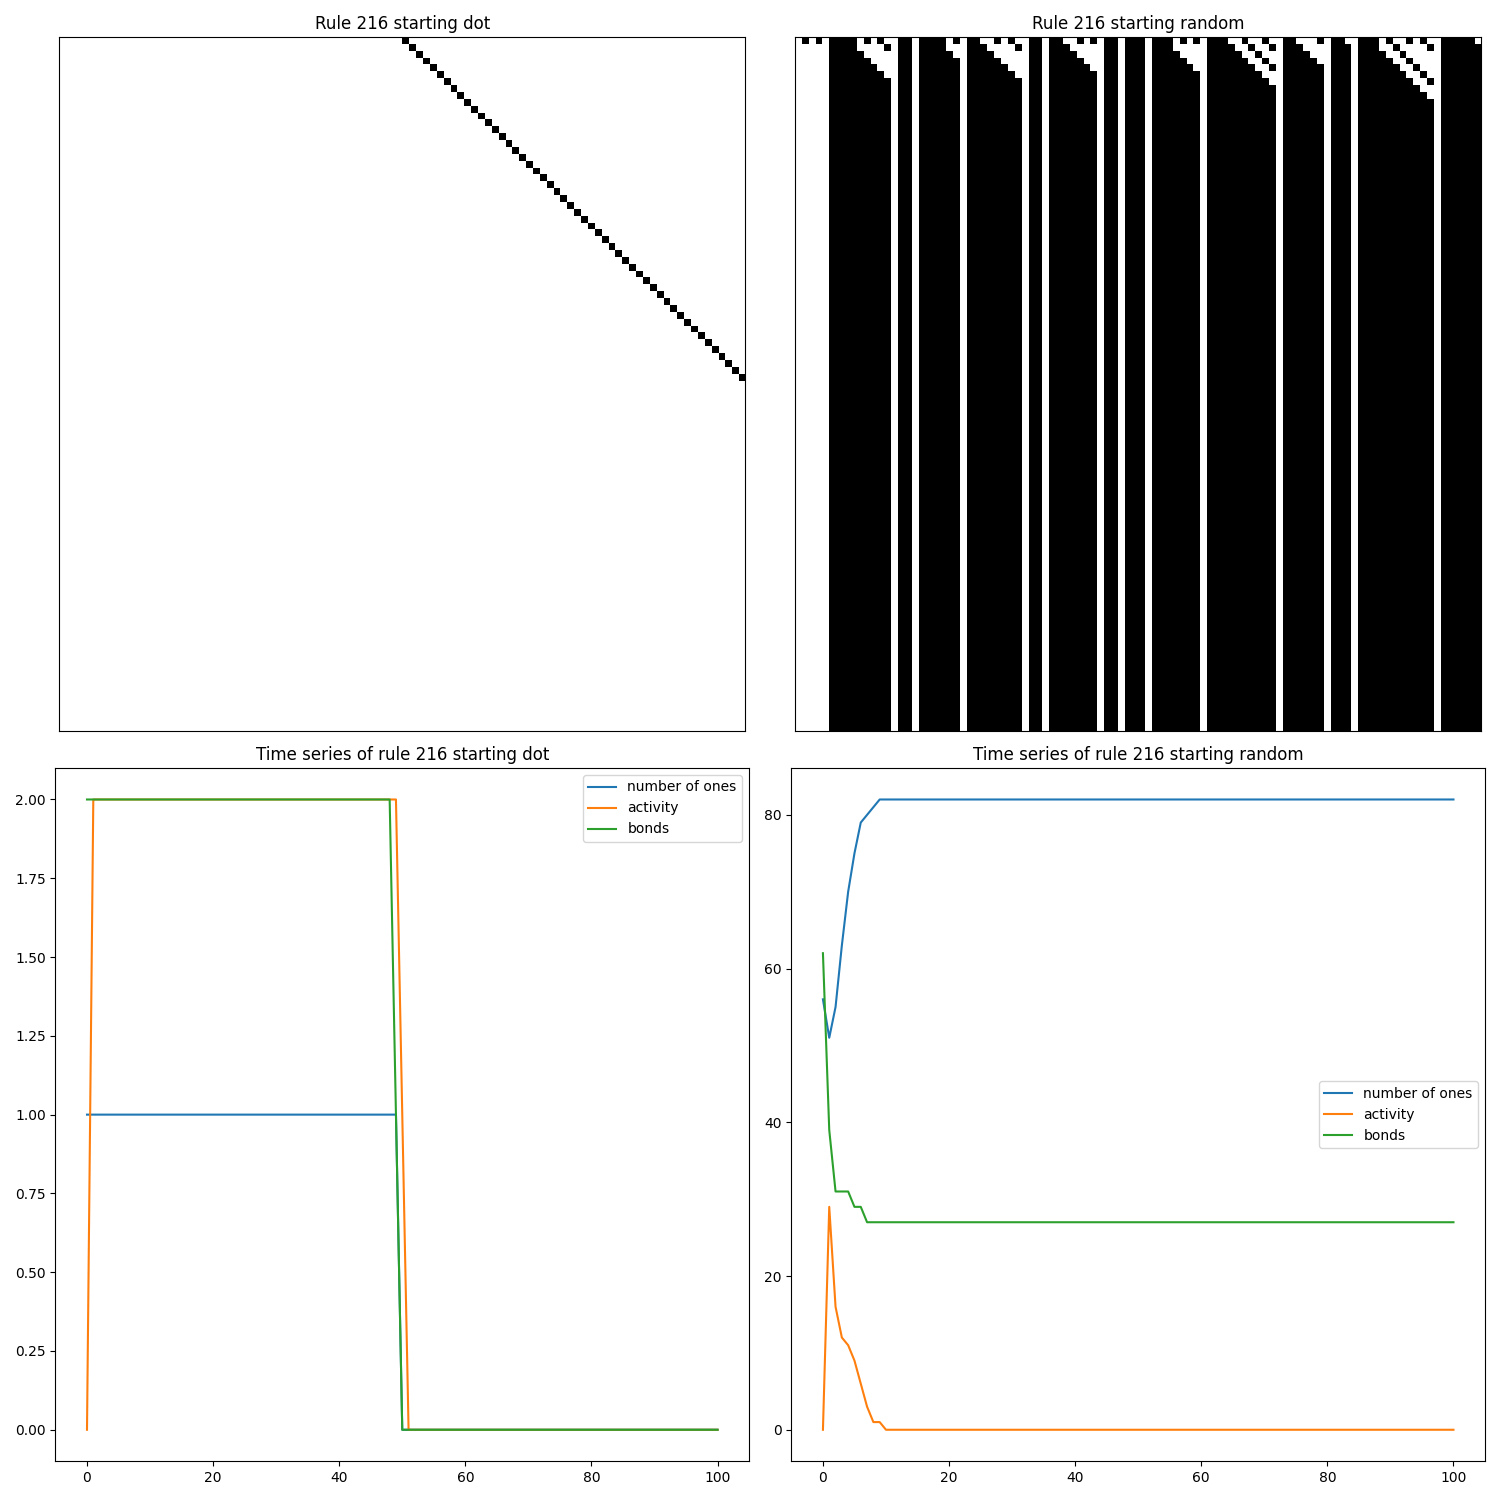 Rule 216 starting dot
Rule 216 starting random
Time series of rule 216 starting dot
number of ones
activity
bonds
2.00
1.75
1.50
1.25
1.00
0.75
0.50
0.25
0.00
0 20 40 60 80 100
Time series of rule 216 starting random
number of ones
activity
bonds
80
60
40
20
0
0 20 40 60 80 100